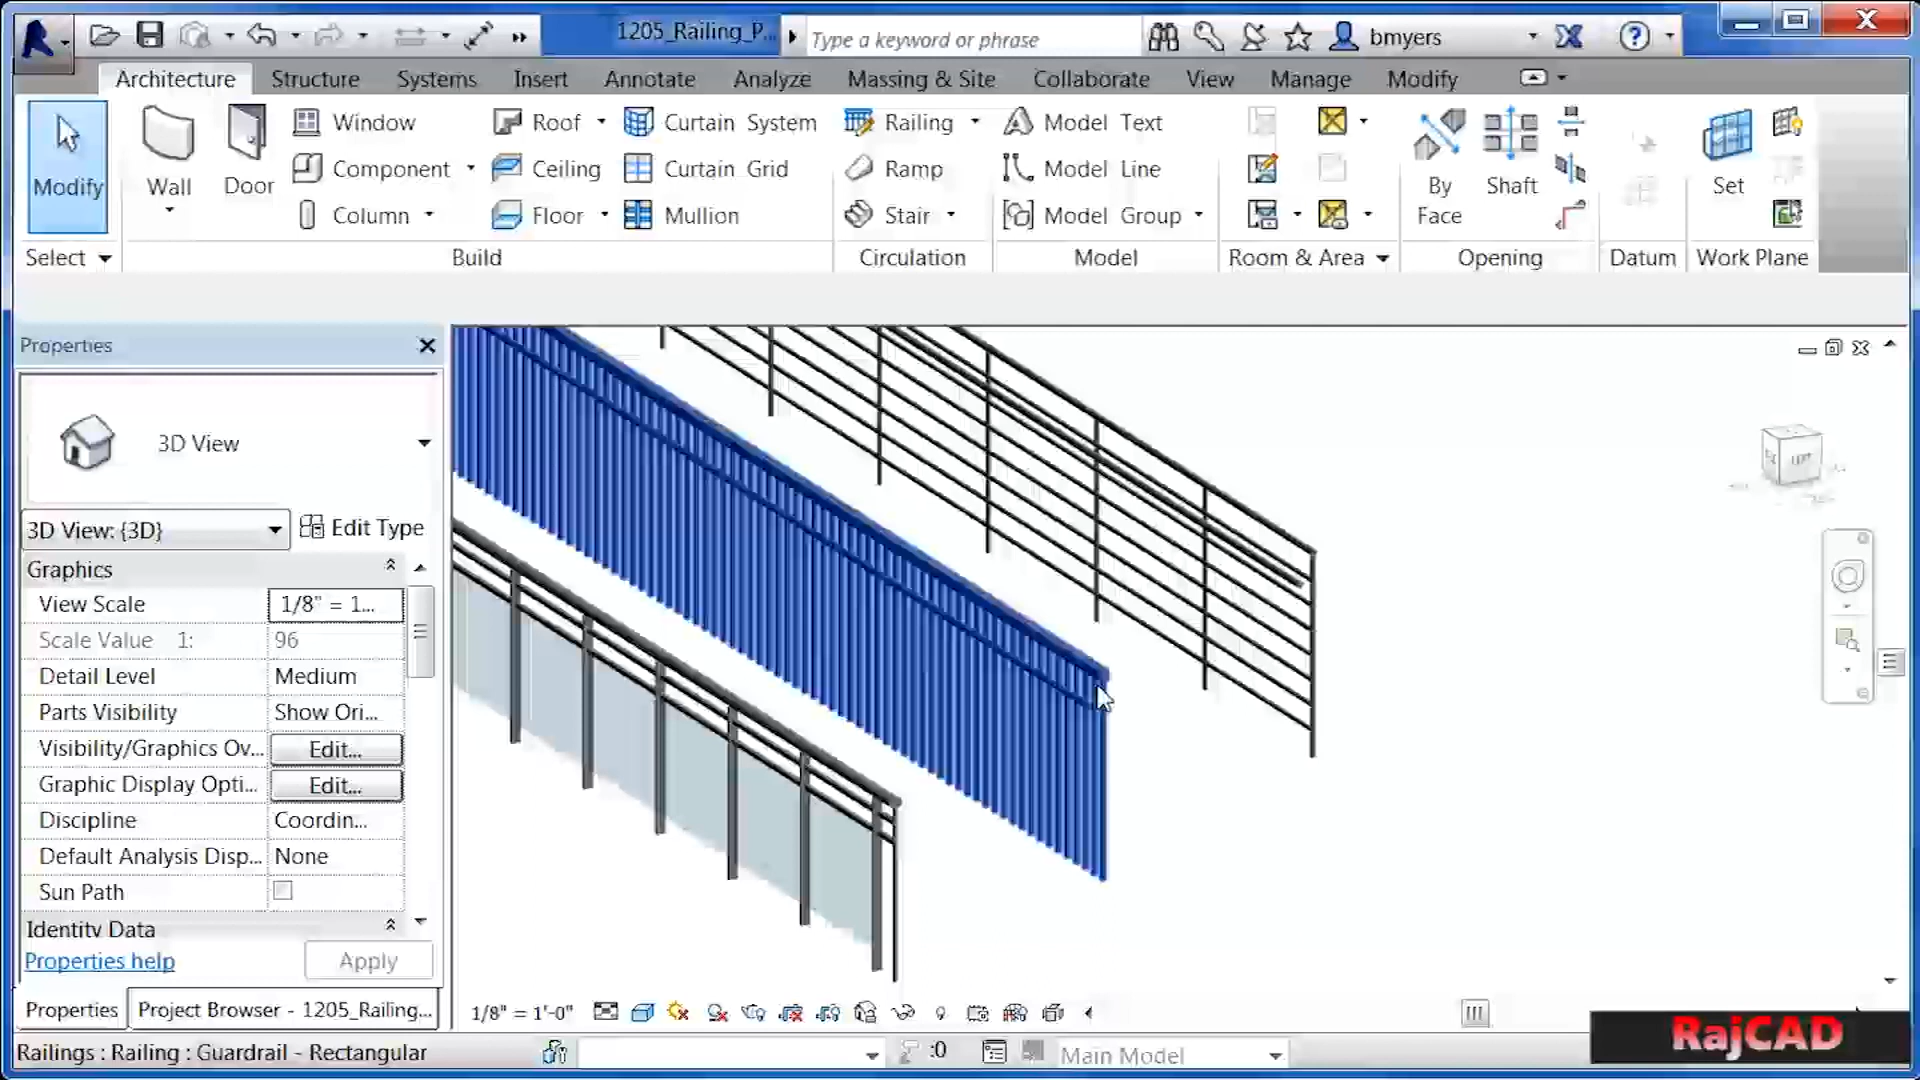 1205_Railing_P...
Type a keyword or phrase
bmyers
Architecture Structure Systems Insert Annotate Analyze Massing & Site Collaborate View Manage Modify
Modify
Wall
Door
Window
Component
Column
Roof
Ceiling
Floor
Curtain System
Curtain Grid
Mullion
Railing
Ramp
Stair
Model Text
Model Line
Model Group
By Face
Shaft
Set
Select
Build
Circulation
Model
Room & Area
Opening
Datum
Work Plane
Properties
3D View
3D View: {3D}
Edit Type
Graphics
View Scale 1/8" = 1...
Scale Value 1: 96
Detail Level Medium
Parts Visibility Show Ori...
Visibility/Graphics Ov... Edit...
Graphic Display Opti... Edit...
Discipline Coordin...
Default Analysis Disp... None
Sun Path
Identity Data
Properties help
Apply
Properties
Project Browser - 1205_Railing...
LEFT
1/8" = 1'-0"
Railings : Railing : Guardrail - Rectangular
:0
Main Model
RajCAD